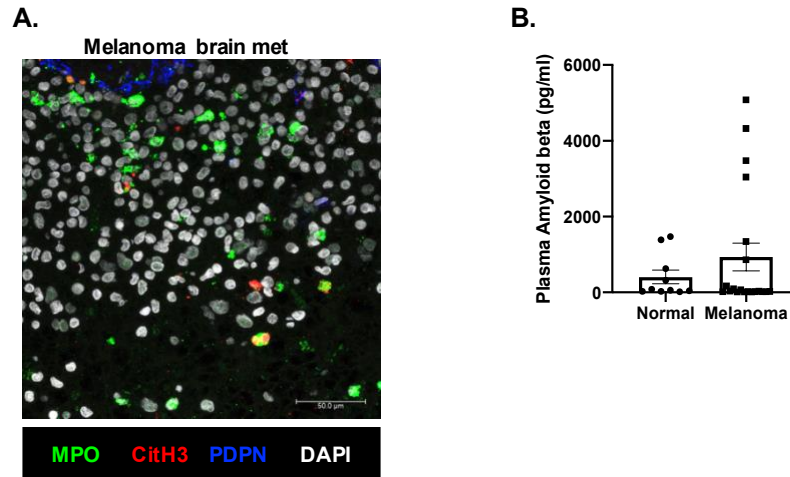 A.
Melanoma brain met
50.0 µm
MPO CitH3 PDPN DAPI
B.
Plasma Amyloid beta (pg/ml)
6000
4000
2000
0
Normal Melanoma